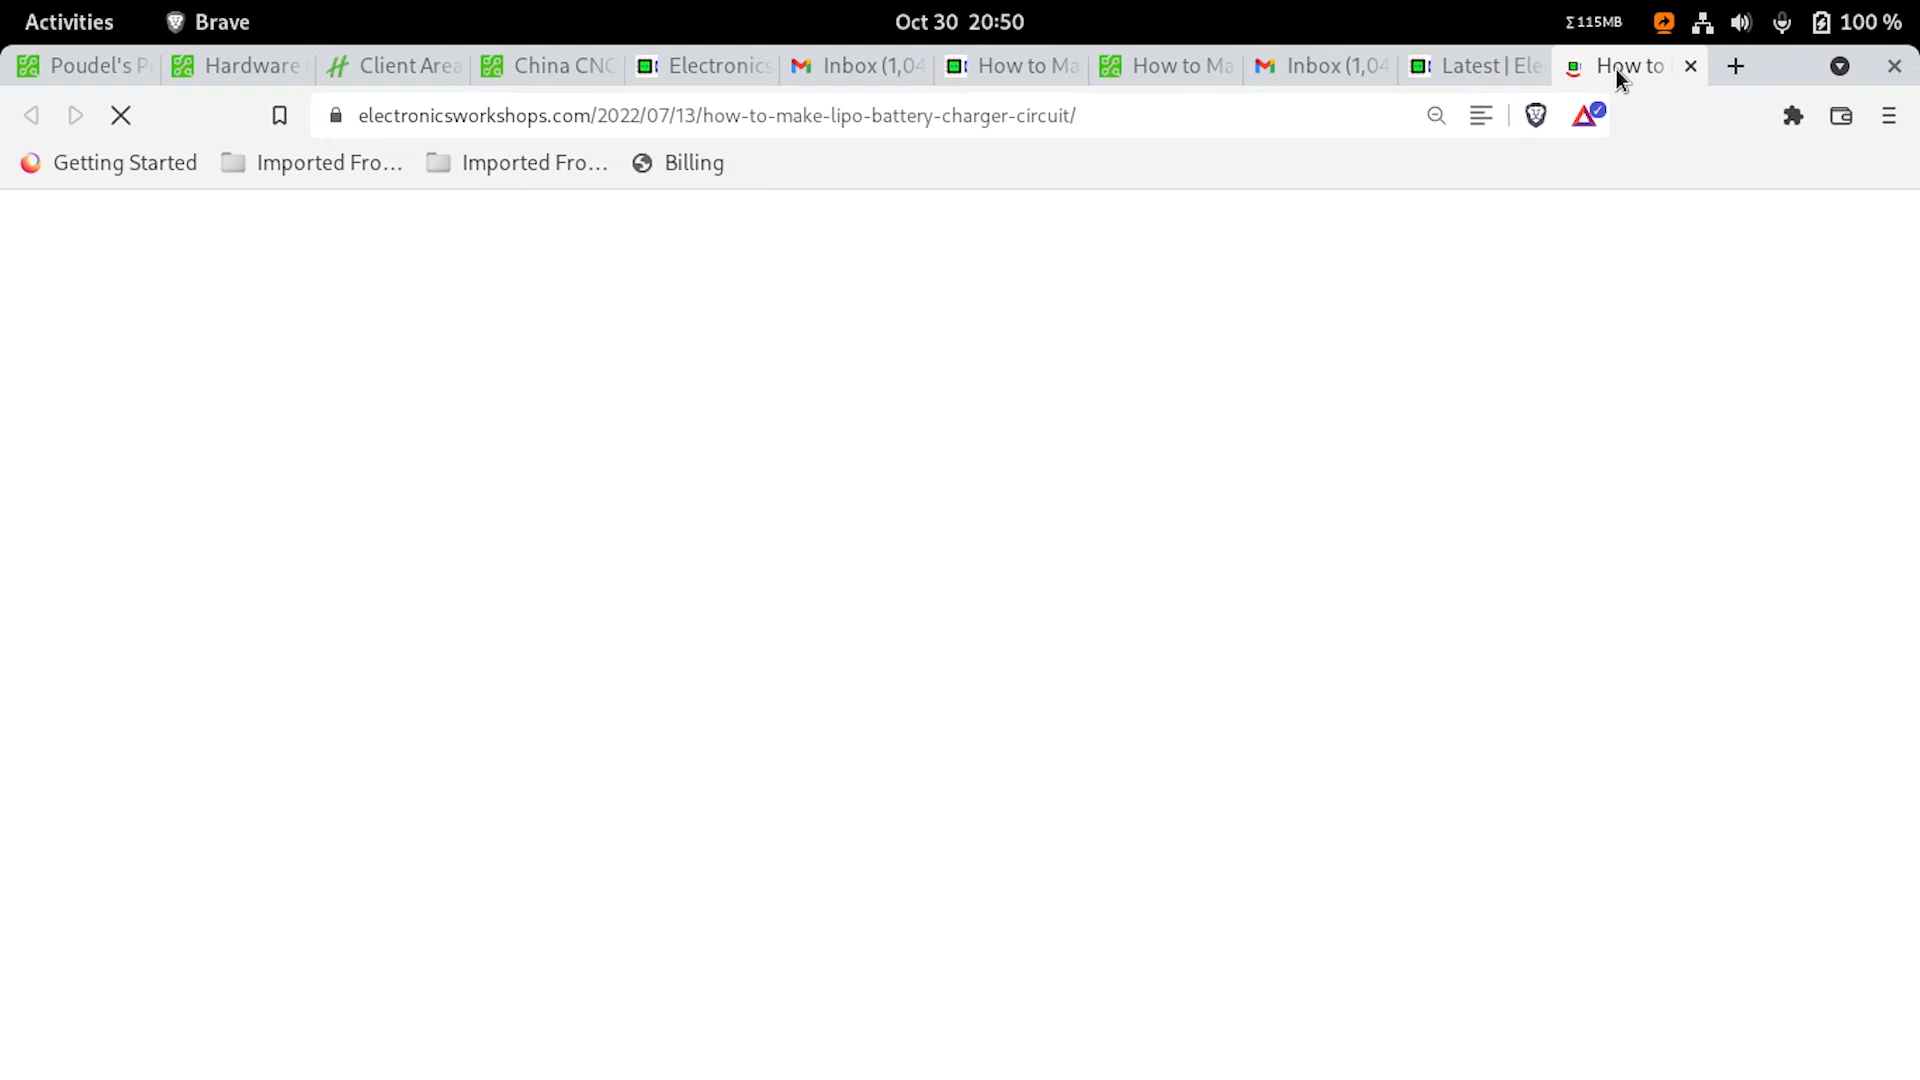 Activities Brave Oct 30 20:50 Σ115MB 100 %
Poudel's P Hardware Client Area China CNC Electronics Inbox (1,04 How to Ma How to Ma Inbox (1,04 Latest | Ele How to
electronicsworkshops.com/2022/07/13/how-to-make-lipo-battery-charger-circuit/
Getting Started Imported Fro... Imported Fro... Billing